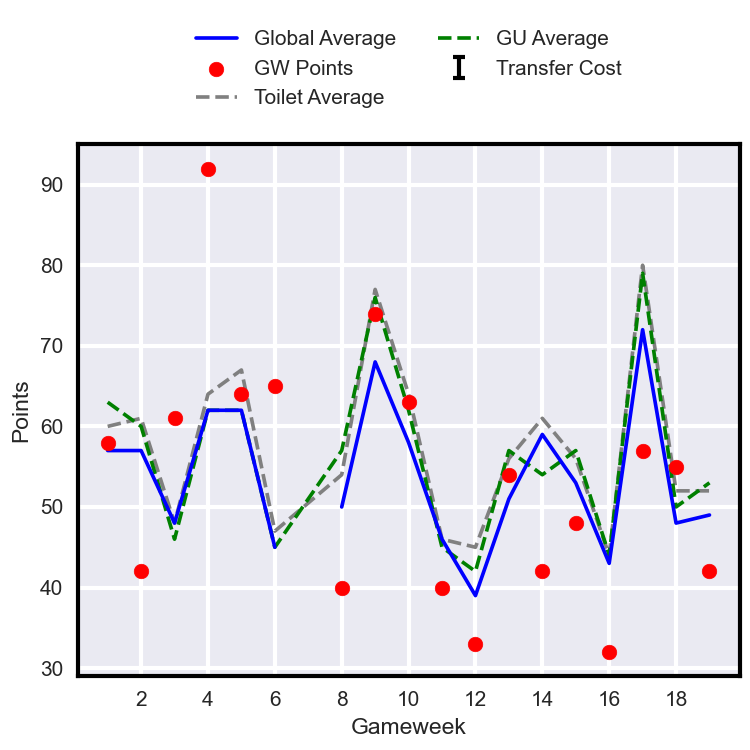 Global Average
GW Points
Toilet Average
GU Average
Transfer Cost
90
80
70
60
50
40
30
Points
2 4 6 8 10 12 14 16 18
Gameweek